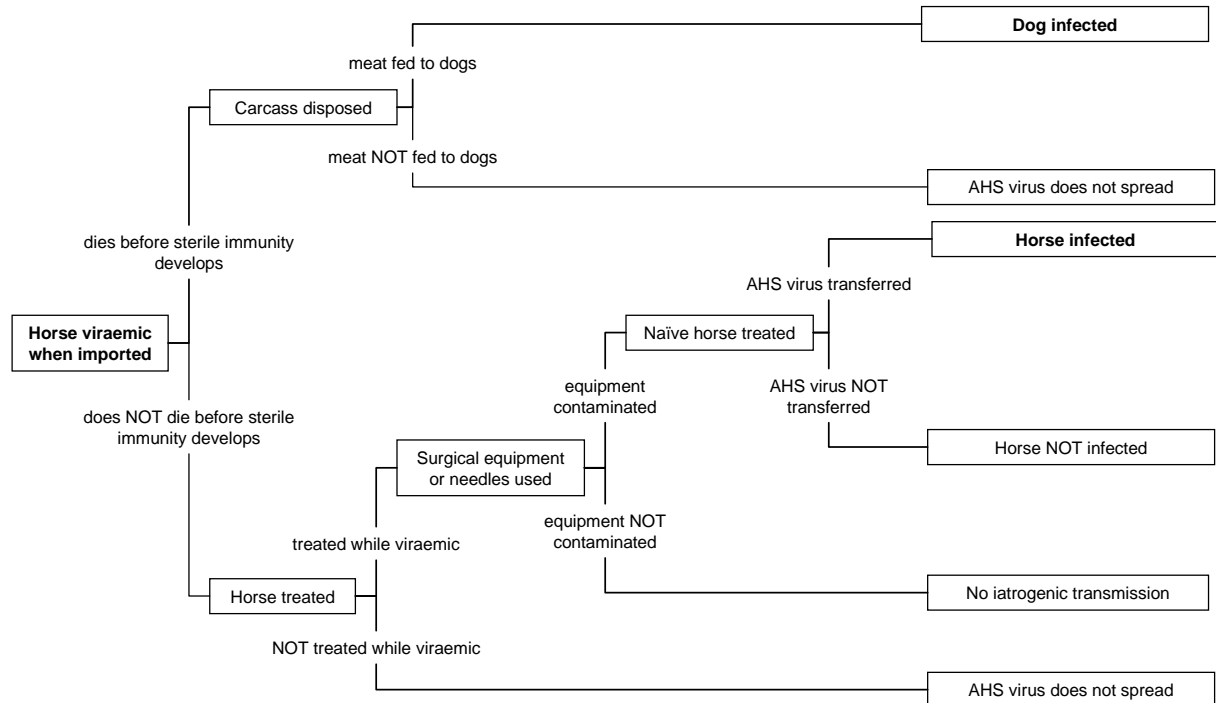 Dog infected
meat fed to dogs
Carcass disposed
meat NOT fed to dogs
AHS virus does not spread
dies before sterile immunity
develops
Horse infected
AHS virus transferred
Horse viraemic
when imported
Naïve horse treated
does NOT die before sterile
immunity develops
equipment
contaminated
AHS virus NOT
transferred
Surgical equipment
or needles used
Horse NOT infected
equipment NOT
contaminated
treated while viraemic
Horse treated
No iatrogenic transmission
NOT treated while viraemic
AHS virus does not spread